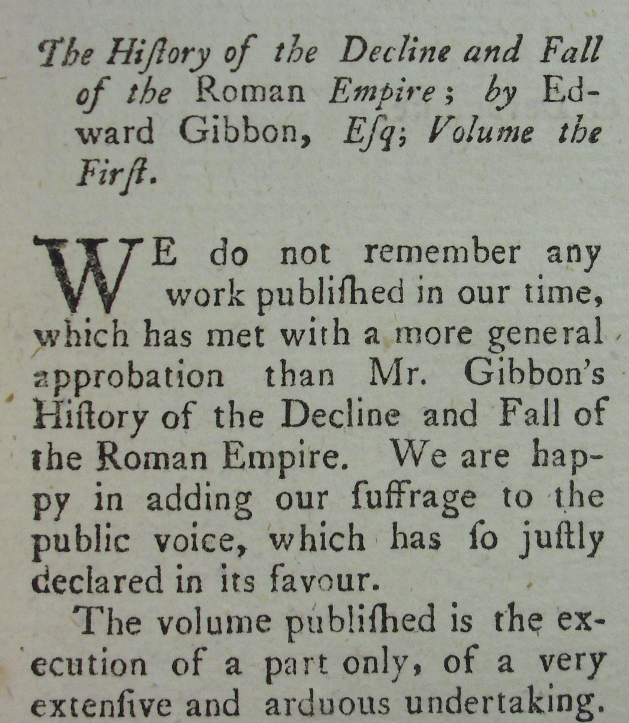 The Hiſtory of the Decline and Fall
of the Roman Empire; by Ed-
ward Gibbon, Eſq; Volume the
Firſt.
WE do not remember any
work publiſhed in our time,
which has met with a more general
approbation than Mr. Gibbon's
Hiſtory of the Decline and Fall of
the Roman Empire. We are hap-
py in adding our ſuffrage to the
public voice, which has ſo juſtly
declared in its favour.
The volume publiſhed is the ex-
ecution of a part only, of a very
extenſive and arduous undertaking.